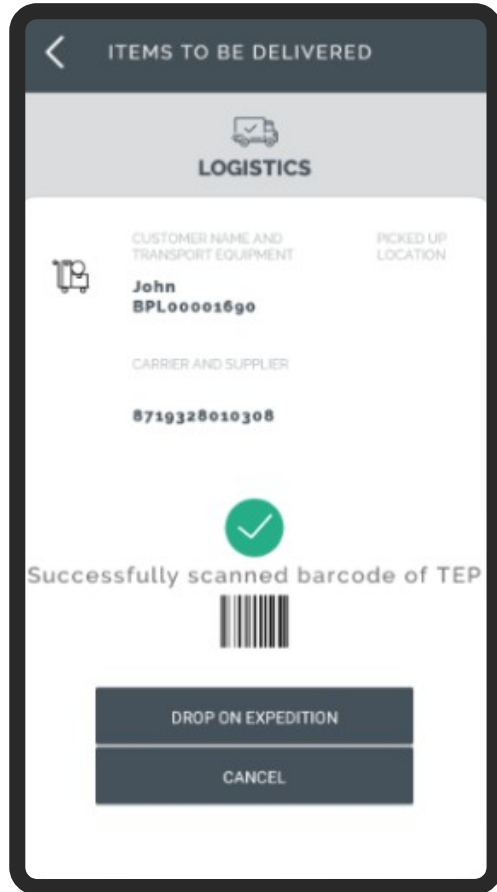 ITEMS TO BE DELIVERED
LOGISTICS
CUSTOMER NAME AND
TRANSPORT EQUIPMENT
PICKED UP
LOCATION
John
BPL00001690
CARRIER AND SUPPLIER
8719328010308
Successfully scanned barcode of TEP
DROP ON EXPEDITION
CANCEL